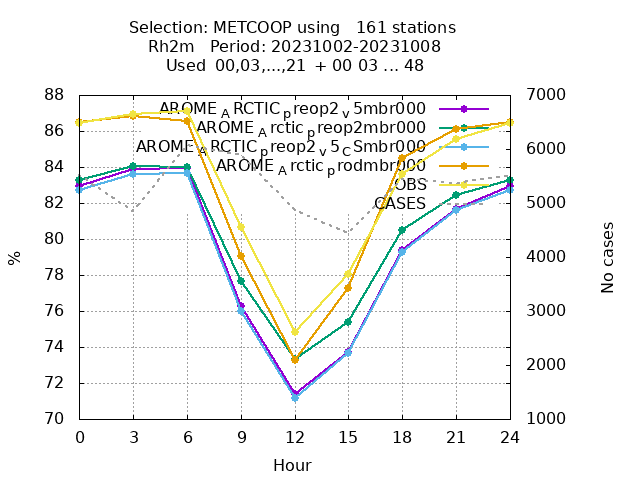 Selection: METCOOP using 161 stations
Rh2m Period: 20231002-20231008
Used 00,03,...,21 + 00 03 ... 48
AROME_ARCTIC_preop2_v5mbr000
AROME_Arctic_preop2mbr000
AROME_ARCTIC_preop2_v5_CSmbr000
AROME_Arctic_prodmbr000
OBS
CASES
88
86
84
82
80
78
76
74
72
70
%
7000
6000
5000
4000
3000
2000
1000
No cases
0 3 6 9 12 15 18 21 24
Hour